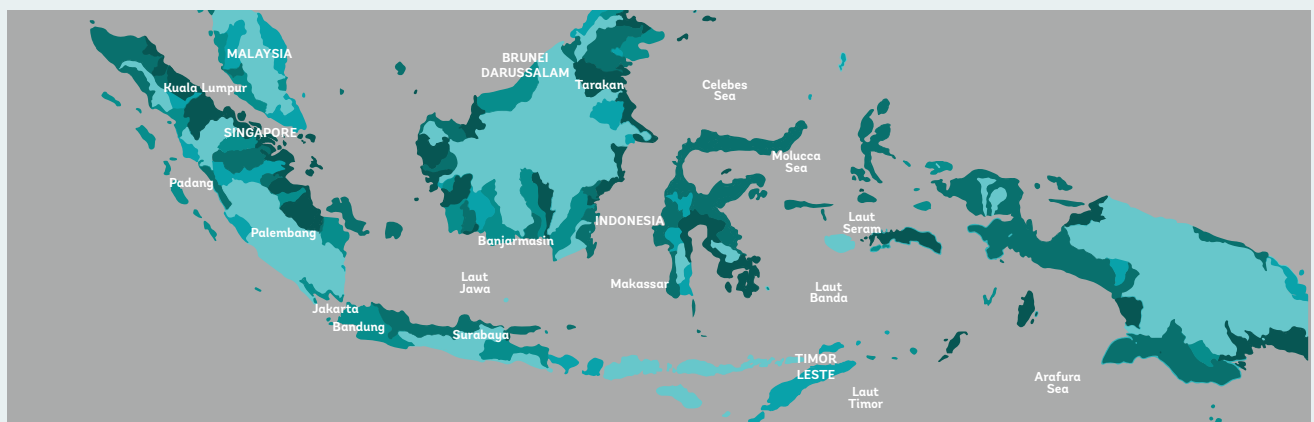 MALAYSIA
Kuala Lumpur
SINGAPORE
Padang
Palembang
Jakarta
Bandung
Surabaya
BRUNEI
DARUSSALAM
Tarakan
Banjarmasin
INDONESIA
Laut
Jawa
Makassar
Celebes
Sea
Molucca
Sea
Laut
Seram
Laut
Banda
TIMOR
LESTE
Laut
Timor
Arafura
Sea